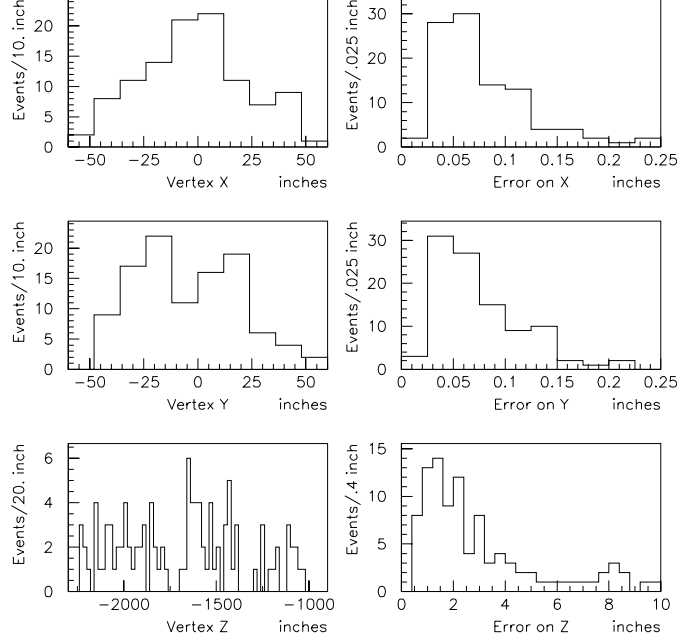 Events/10. inch
20
15
10
5
0
−50 −25 0 25 50
Vertex X inches
Events/.025 inch
30
20
10
0
0 0.05 0.1 0.15 0.2 0.25
Error on X inches
Events/10. inch
20
15
10
5
0
−50 −25 0 25 50
Vertex Y inches
Events/.025 inch
30
20
10
0
0 0.05 0.1 0.15 0.2 0.25
Error on Y inches
Events/20. inch
6
4
2
0
−2000 −1500 −1000
Vertex Z inches
Events/.4 inch
15
10
5
0
0 2 4 6 8 10
Error on Z inches